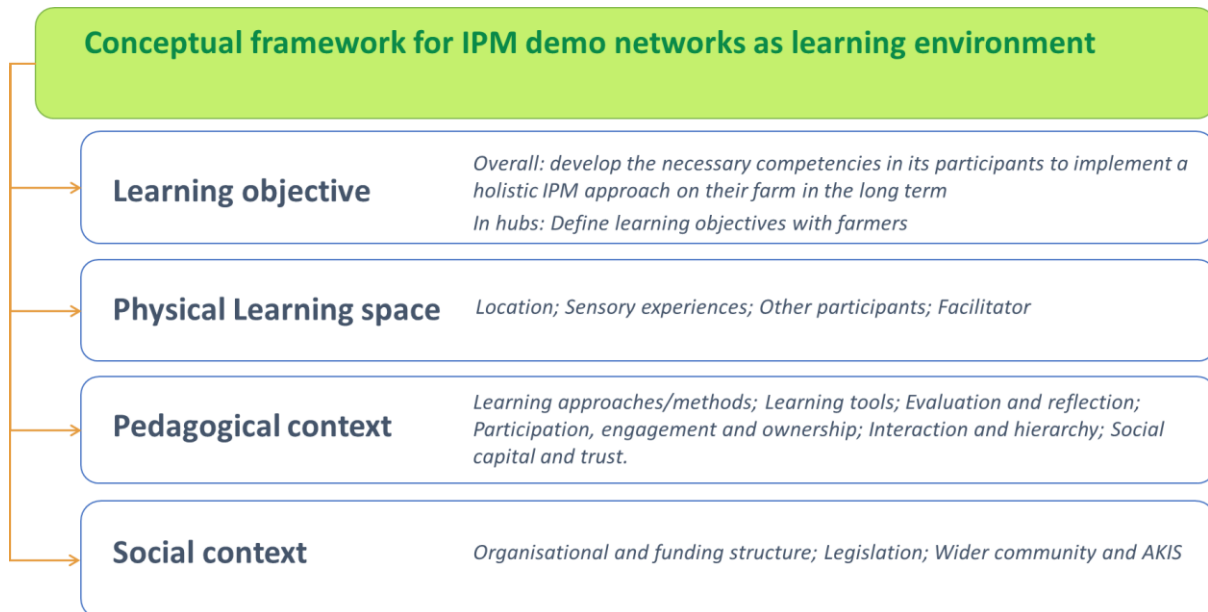 Conceptual framework for IPM demo networks as learning environment
Learning objective
Overall: develop the necessary competencies in its participants to implement a
holistic IPM approach on their farm in the long term
In hubs: Define learning objectives with farmers
Physical Learning space
Location; Sensory experiences; Other participants; Facilitator
Pedagogical context
Learning approaches/methods; Learning tools; Evaluation and reflection;
Participation, engagement and ownership; Interaction and hierarchy; Social
capital and trust.
Social context
Organisational and funding structure; Legislation; Wider community and AKIS